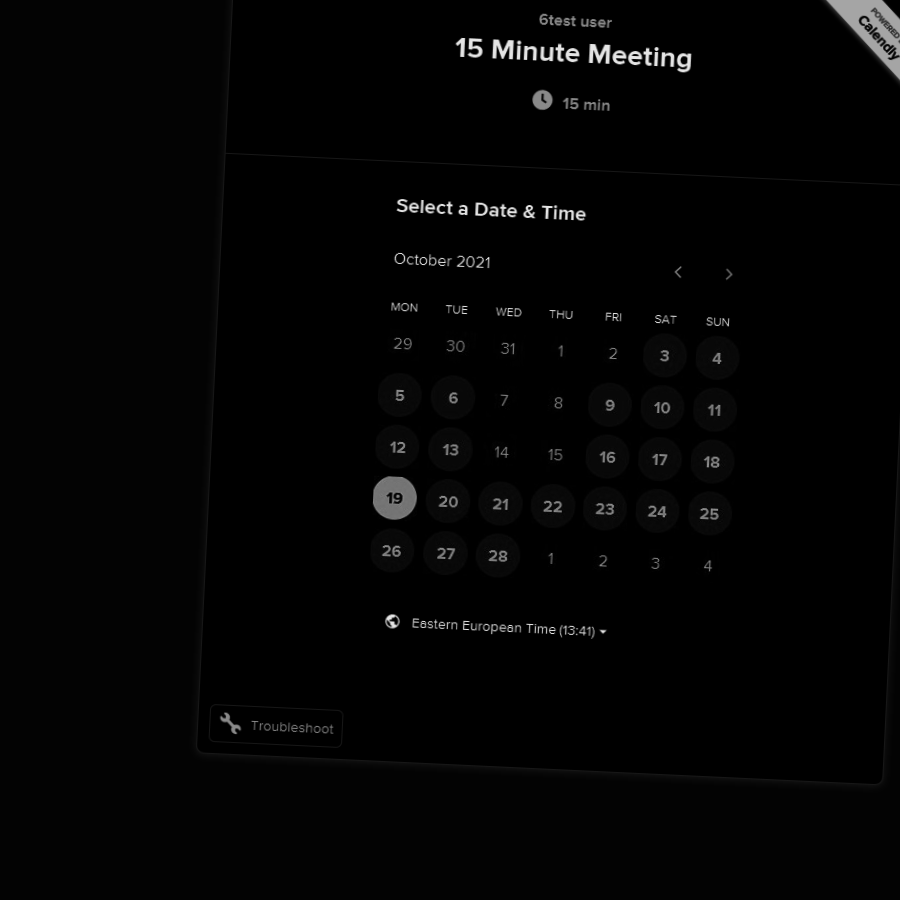 6test user
15 Minute Meeting
15 min
POWERED
Calendly
Select a Date & Time
October 2021
MON TUE WED THU FRI SAT SUN
29 30 31 1 2 3 4
5 6 7 8 9 10 11
12 13 14 15 16 17 18
19 20 21 22 23 24 25
26 27 28 1 2 3 4
Eastern European Time (13:41)
Troubleshoot